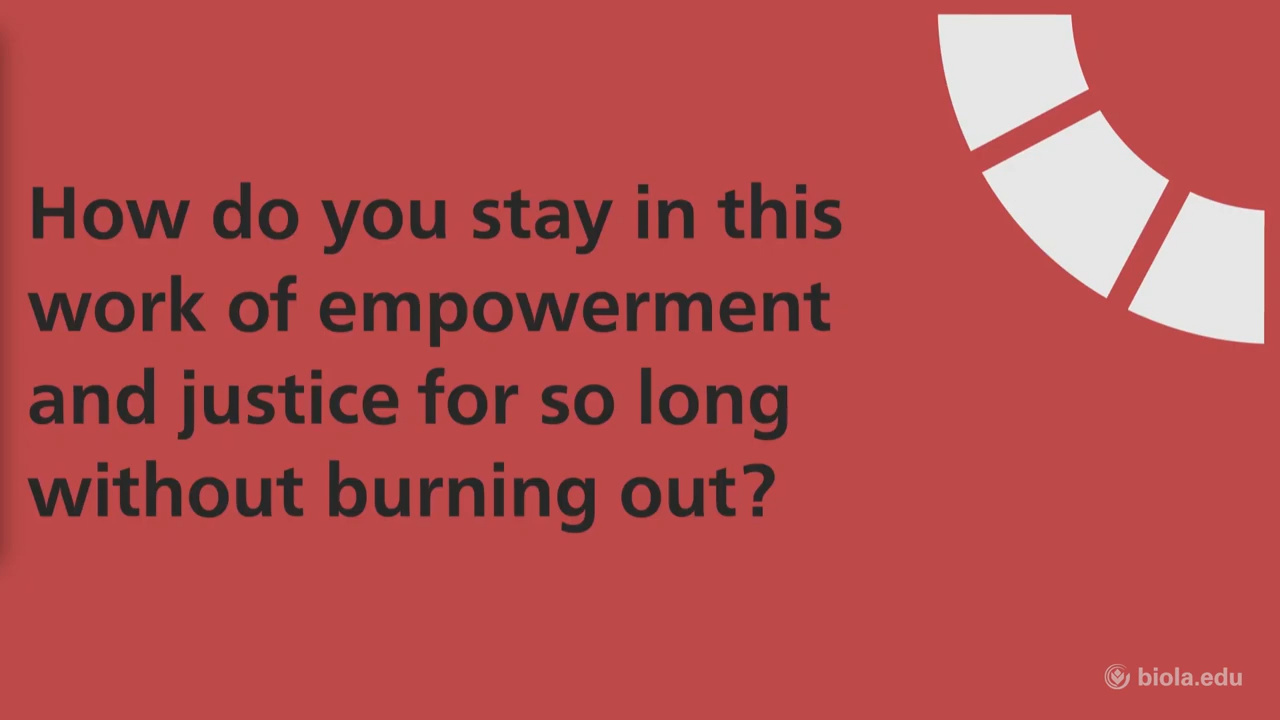 How do you stay in this
work of empowerment
and justice for so long
without burning out?
biola.edu